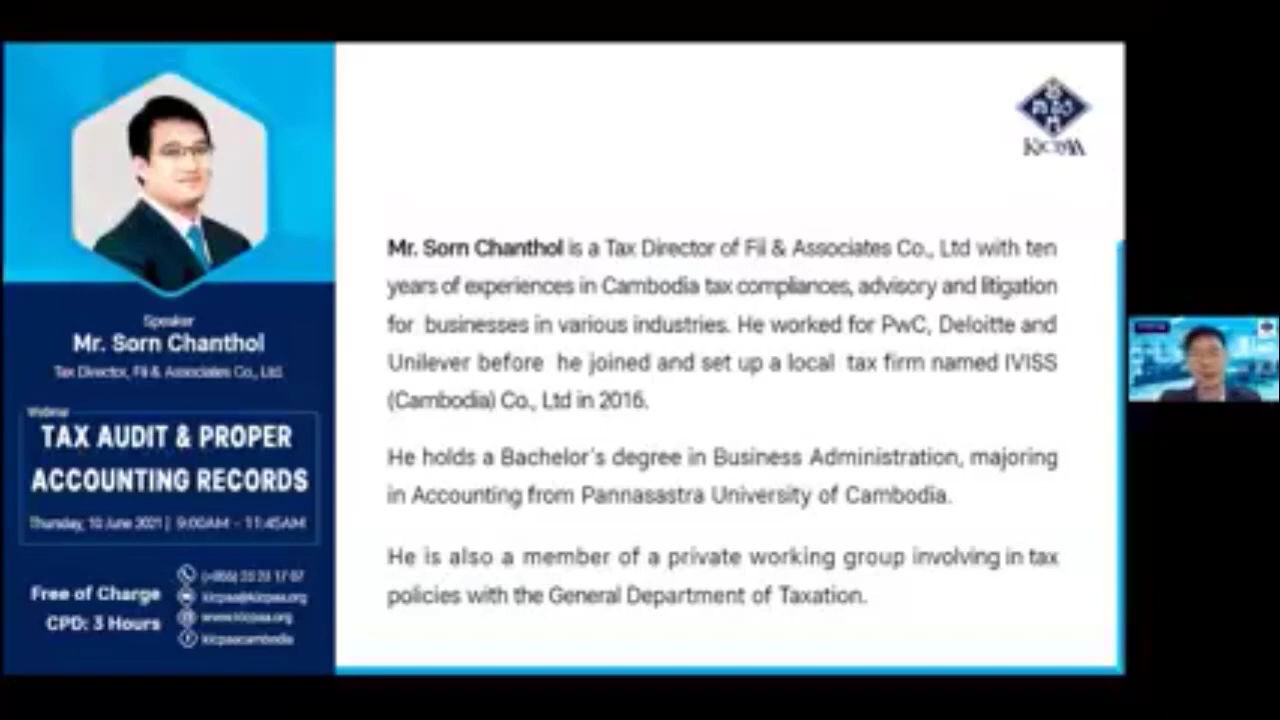 KICPAA
Mr. Sorn Chanthol is a Tax Director of Fii & Associates Co., Ltd with ten
years of experiences in Cambodia tax compliances, advisory and litigation
for businesses in various industries. He worked for PwC, Deloitte and
Unilever before he joined and set up a local tax firm named IVISS
(Cambodia) Co., Ltd in 2016.
He holds a Bachelor's degree in Business Administration, majoring
in Accounting from Pannasastra University of Cambodia.
He is also a member of a private working group involving in tax
policies with the General Department of Taxation.
Speaker
Mr. Sorn Chanthol
Tax Director, Fii & Associates Co., Ltd.
Webinar
TAX AUDIT & PROPER
ACCOUNTING RECORDS
Thursday, 10 June 2021 | 9:00AM - 11:45AM
Free of Charge
CPD: 3 Hours
kicpaa@kicpaa.org
www.kicpaa.org
kicpaacambodia